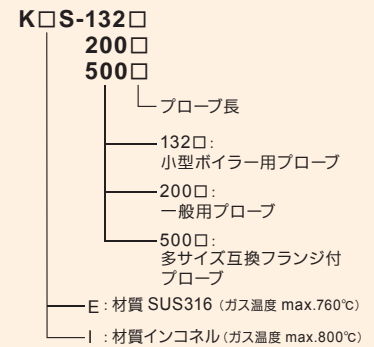 K□S-132□
200□
500□
プローブ長
132□:
小型ボイラー用プローブ
200□:
一般用プローブ
500□:
多サイズ互換フランジ付
プローブ
E:材質 SUS316(ガス温度 max.760℃)
I:材質インコネル(ガス温度 max.800℃)